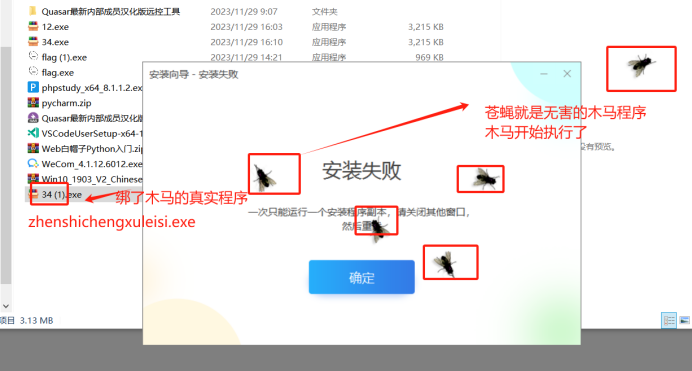 Quasar最新内部成员汉化版远控工具 2023/11/29 9:07 文件夹
12.exe 2023/11/29 16:03 应用程序 3,215 KB
34.exe 2023/11/29 16:10 应用程序 3,215 KB
flag (1).exe 2023/11/29 14:21 应用程序 969 KB
flag.exe
phpstudy_x64_8.1.1.2.ex
pycharm.zip
Quasar最新内部成员汉化版
VSCodeUserSetup-x64-1
Web白帽子Python入门.zip
WeCom_4.1.12.6012.exe
Win10_1903_V2_Chinese
34 (1).exe
绑了木马的真实程序
zhenshichengxuleisi.exe
安装向导 - 安装失败
安装失败
一次只能运行一个安装程序副本,请关闭其他窗口,
然后重
确定
苍蝇就是无害的木马程序
木马开始执行了
没有预览。
项目 3.13 MB